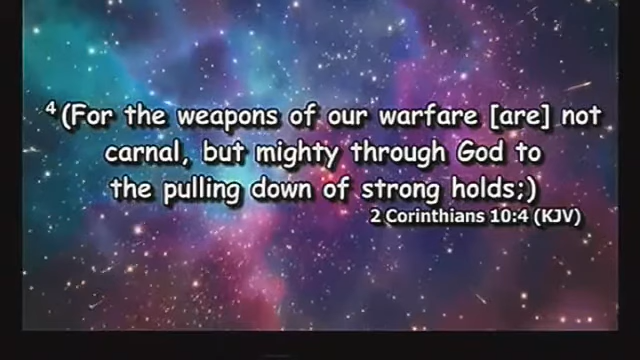 4 (For the weapons of our warfare [are] not
carnal, but mighty through God to
the pulling down of strong holds;)
2 Corinthians 10:4 (KJV)